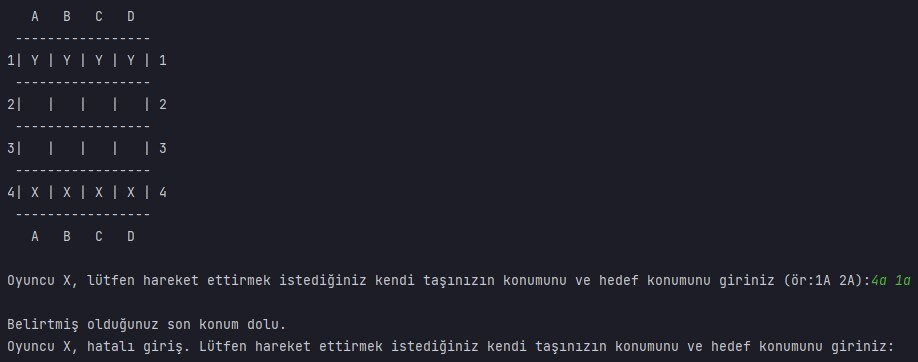 A   B   C   D
 -----------------
1| Y | Y | Y | Y | 1
 -----------------
2|   |   |   |   | 2
 -----------------
3|   |   |   |   | 3
 -----------------
4| X | X | X | X | 4
 -----------------
   A   B   C   D
Oyuncu X, lütfen hareket ettirmek istediğiniz kendi taşınızın konumunu ve hedef konumunu giriniz (ör:1A 2A):4a 1a
Belirtmiş olduğunuz son konum dolu.
Oyuncu X, hatalı giriş. Lütfen hareket ettirmek istediğiniz kendi taşınızın konumunu ve hedef konumunu giriniz: